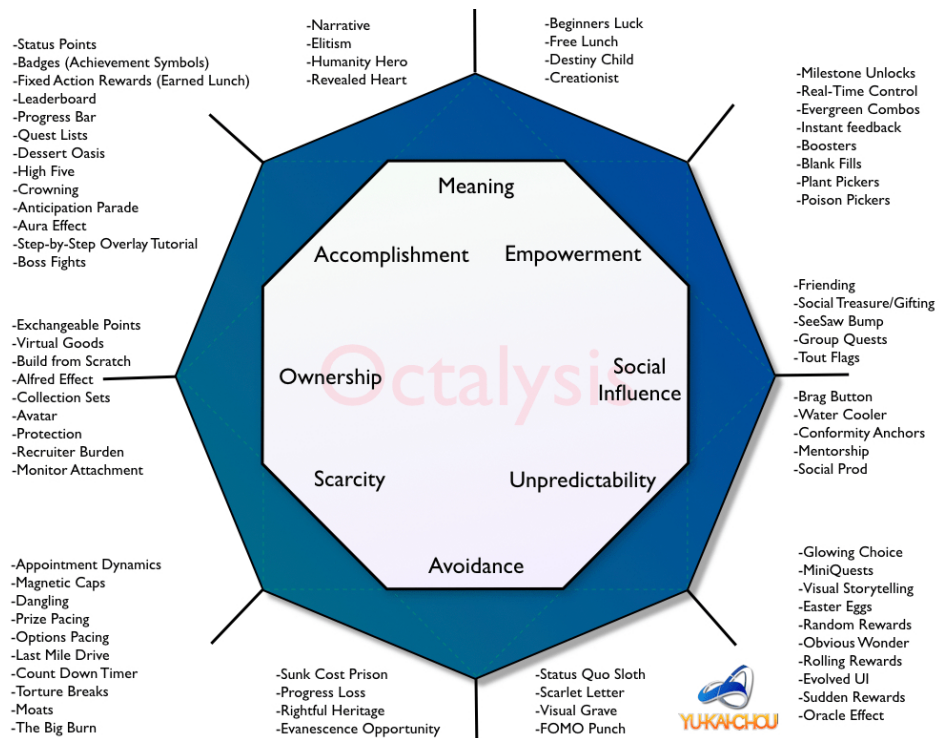 -Narrative
-Elitism
-Humanity Hero
-Revealed Heart
-Beginners Luck
-Free Lunch
-Destiny Child
-Creationist
-Status Points
-Badges (Achievement Symbols)
-Fixed Action Rewards (Earned Lunch)
-Leaderboard
-Progress Bar
-Quest Lists
-Dessert Oasis
-High Five
-Crowning
-Anticipation Parade
-Aura Effect
-Step-by-Step Overlay Tutorial
-Boss Fights
-Milestone Unlocks
-Real-Time Control
-Evergreen Combos
-Instant feedback
-Boosters
-Blank Fills
-Plant Pickers
-Poison Pickers
Meaning
Accomplishment
Empowerment
Ownership
Octalysis
Social
Influence
Scarcity
Unpredictability
Avoidance
-Exchangeable Points
-Virtual Goods
-Build from Scratch
-Alfred Effect
-Collection Sets
-Avatar
-Protection
-Recruiter Burden
-Monitor Attachment
-Friending
-Social Treasure/Gifting
-SeeSaw Bump
-Group Quests
-Tout Flags
-Brag Button
-Water Cooler
-Conformity Anchors
-Mentorship
-Social Prod
-Appointment Dynamics
-Magnetic Caps
-Dangling
-Prize Pacing
-Options Pacing
-Last Mile Drive
-Count Down Timer
-Torture Breaks
-Moats
-The Big Burn
-Sunk Cost Prison
-Progress Loss
-Rightful Heritage
-Evanescence Opportunity
-Status Quo Sloth
-Scarlet Letter
-Visual Grave
-FOMO Punch
YU-KAI-CHOU
-Glowing Choice
-MiniQuests
-Visual Storytelling
-Easter Eggs
-Random Rewards
-Obvious Wonder
-Rolling Rewards
-Evolved UI
-Sudden Rewards
-Oracle Effect